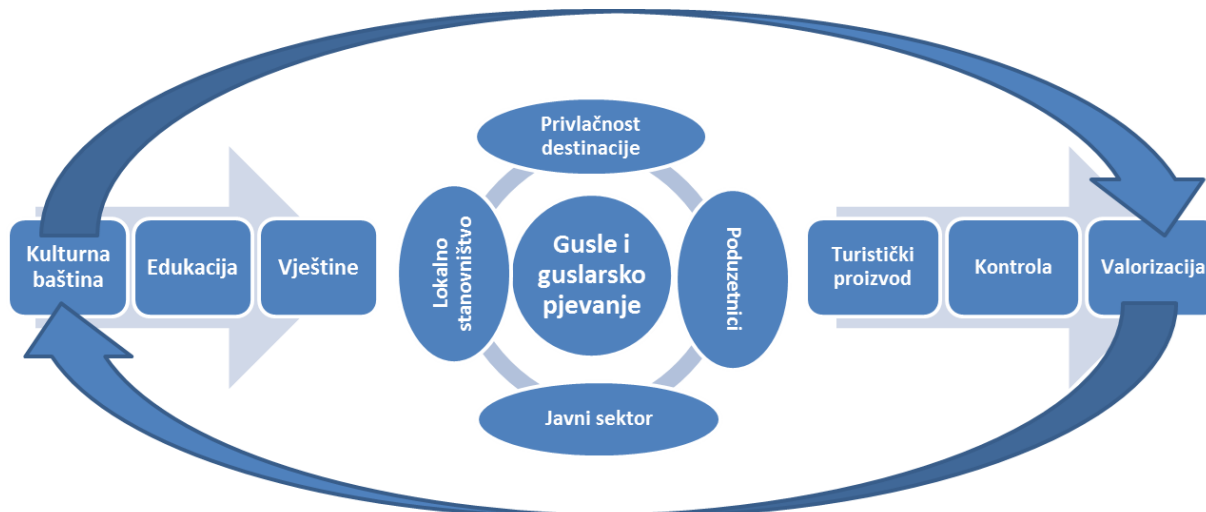 Kulturna
baština
Edukacija
Vještine
Privlačnost
destinacije
Lokalno
stanovništvo
Gusle i
guslarsko
pjevanje
Poduzetnici
Javni sektor
Turistički
proizvod
Kontrola
Valorizacija